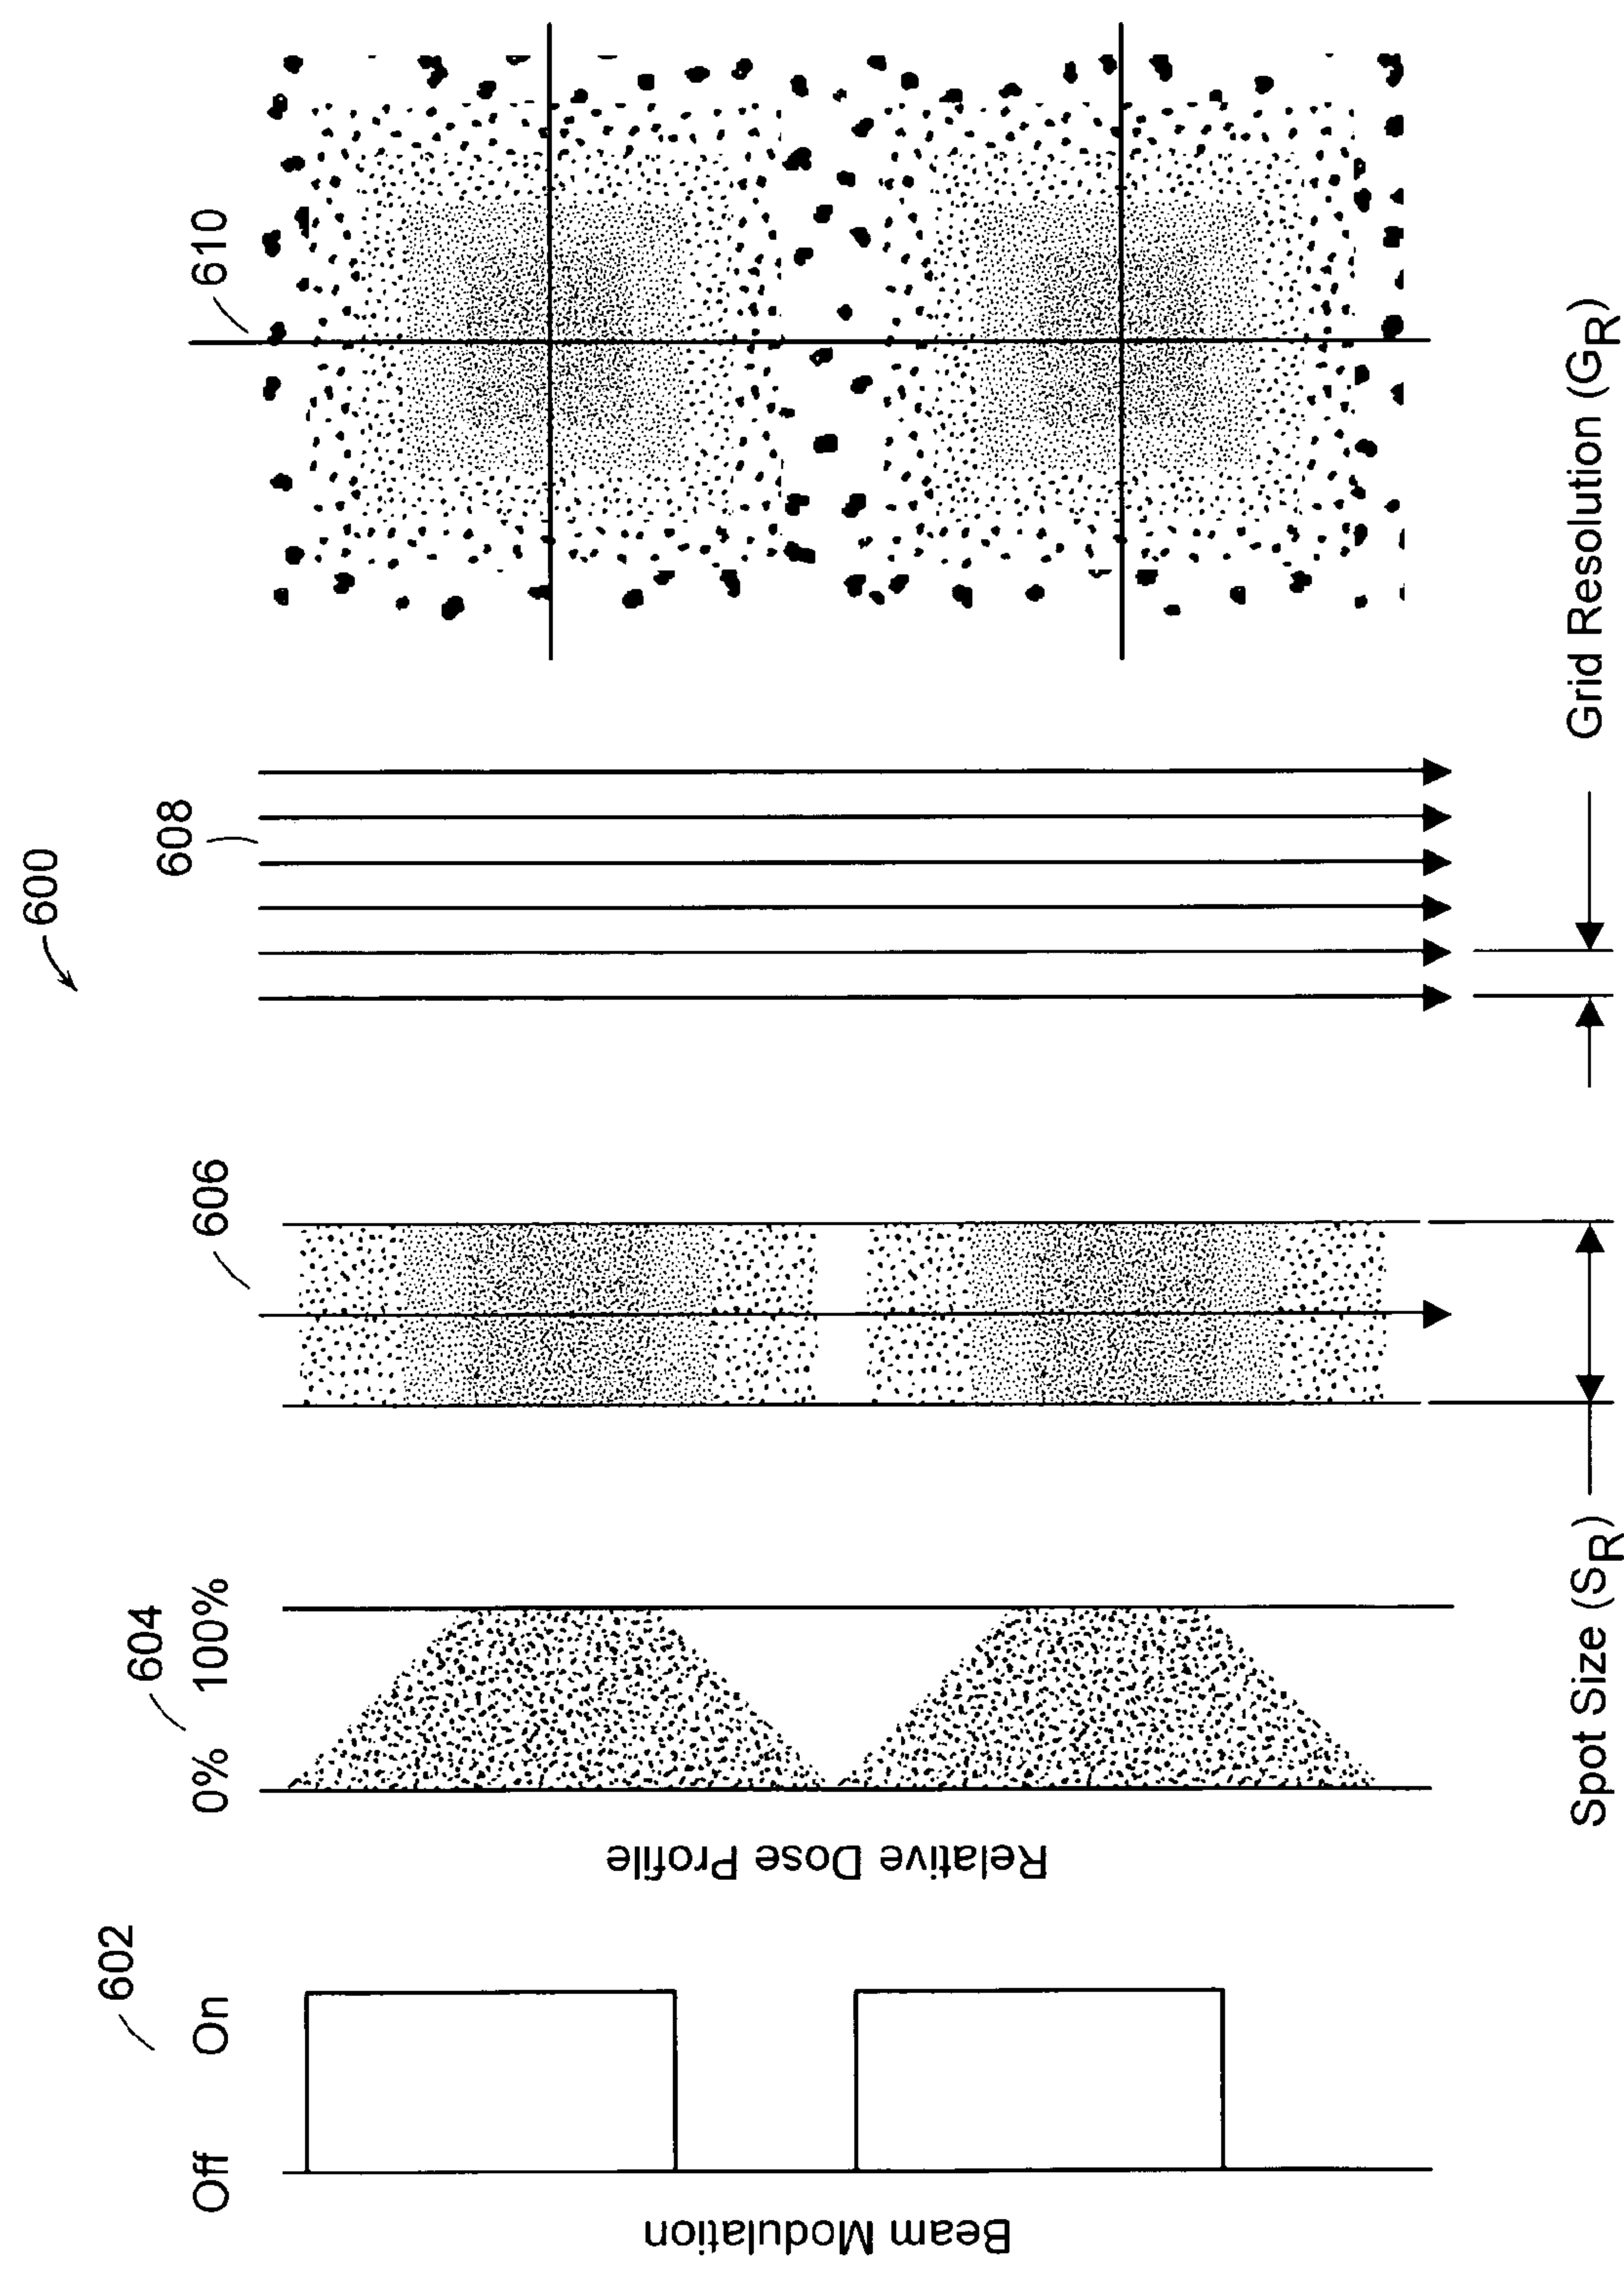 600
602
604
606
608
610
Off
On
0%
100%
Beam Modulation
Relative Dose Profile
Spot Size (SR)
Grid Resolution (GR)